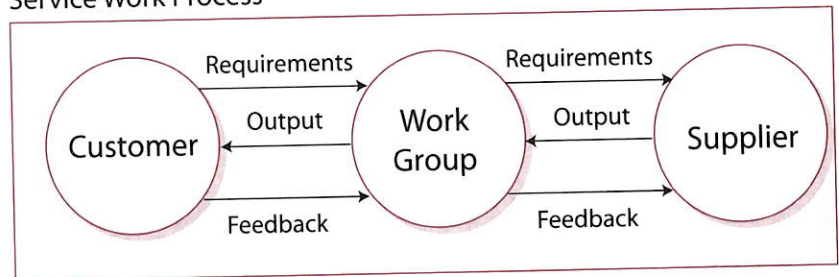 Service Work Process
Requirements
Requirements
Output
Output
Customer
Work
Group
Supplier
Feedback
Feedback